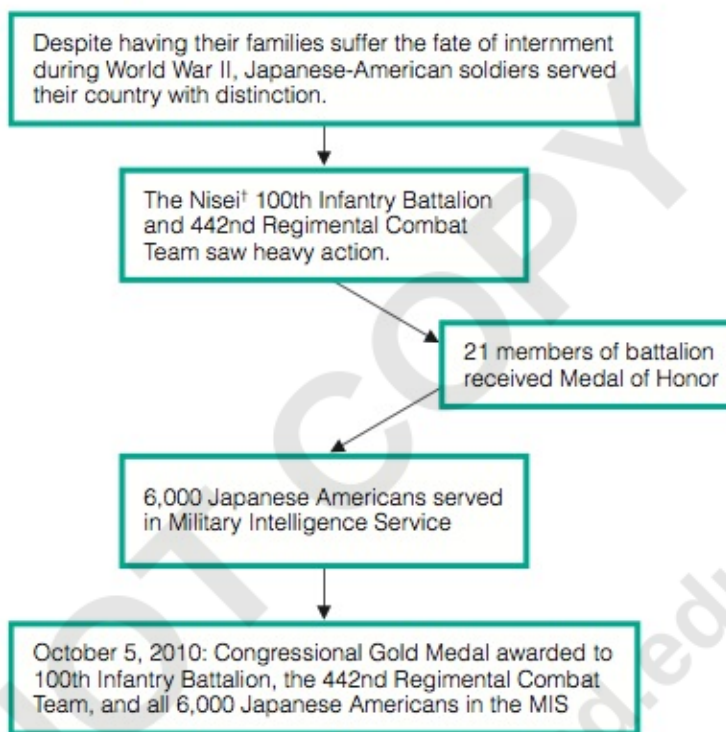 Despite having their families suffer the fate of internment
during World War II, Japanese-American soldiers served
their country with distinction.
The Nisei† 100th Infantry Battalion
and 442nd Regimental Combat
Team saw heavy action.
21 members of battalion
received Medal of Honor
6,000 Japanese Americans served
in Military Intelligence Service
October 5, 2010: Congressional Gold Medal awarded to
100th Infantry Battalion, the 442nd Regimental Combat
Team, and all 6,000 Japanese Americans in the MIS
NOT COPY
d.edu